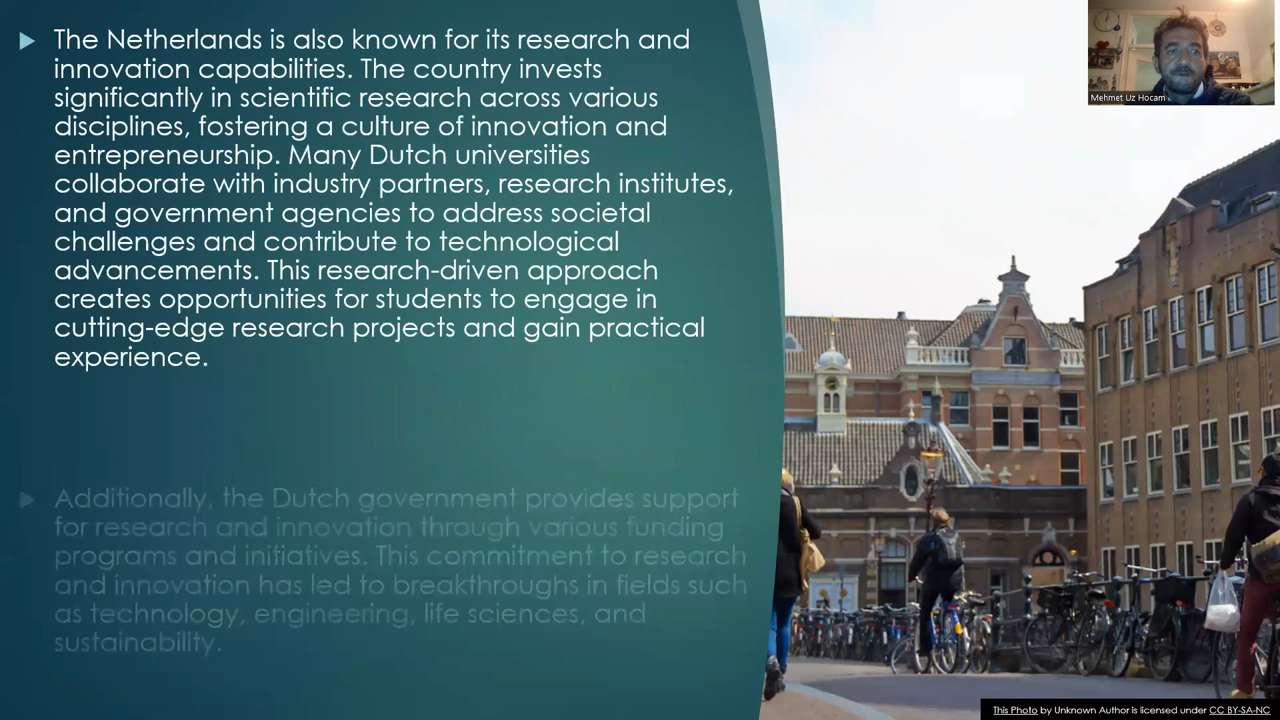 The Netherlands is also known for its research and
innovation capabilities. The country invests
significantly in scientific research across various
disciplines, fostering a culture of innovation and
entrepreneurship. Many Dutch universities
collaborate with industry partners, research institutes,
and government agencies to address societal
challenges and contribute to technological
advancements. This research-driven approach
creates opportunities for students to engage in
cutting-edge research projects and gain practical
experience.
Additionally, the Dutch government provides support
for research and innovation through various funding
programs and initiatives. This commitment to research
and innovation has led to breakthroughs in fields such
as technology, engineering, life sciences, and
sustainability.
Mehmet Uz Hocam
This Photo by Unknown Author is licensed under CC BY-SA-NC